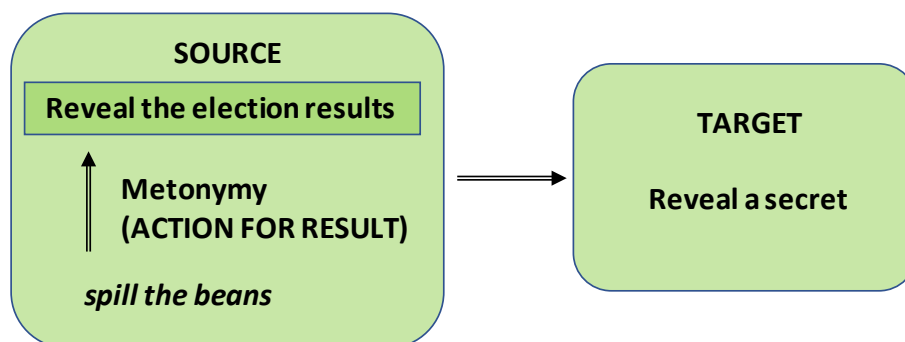 SOURCE
Reveal the election results
Metonymy
(ACTION FOR RESULT)
spill the beans
TARGET
Reveal a secret